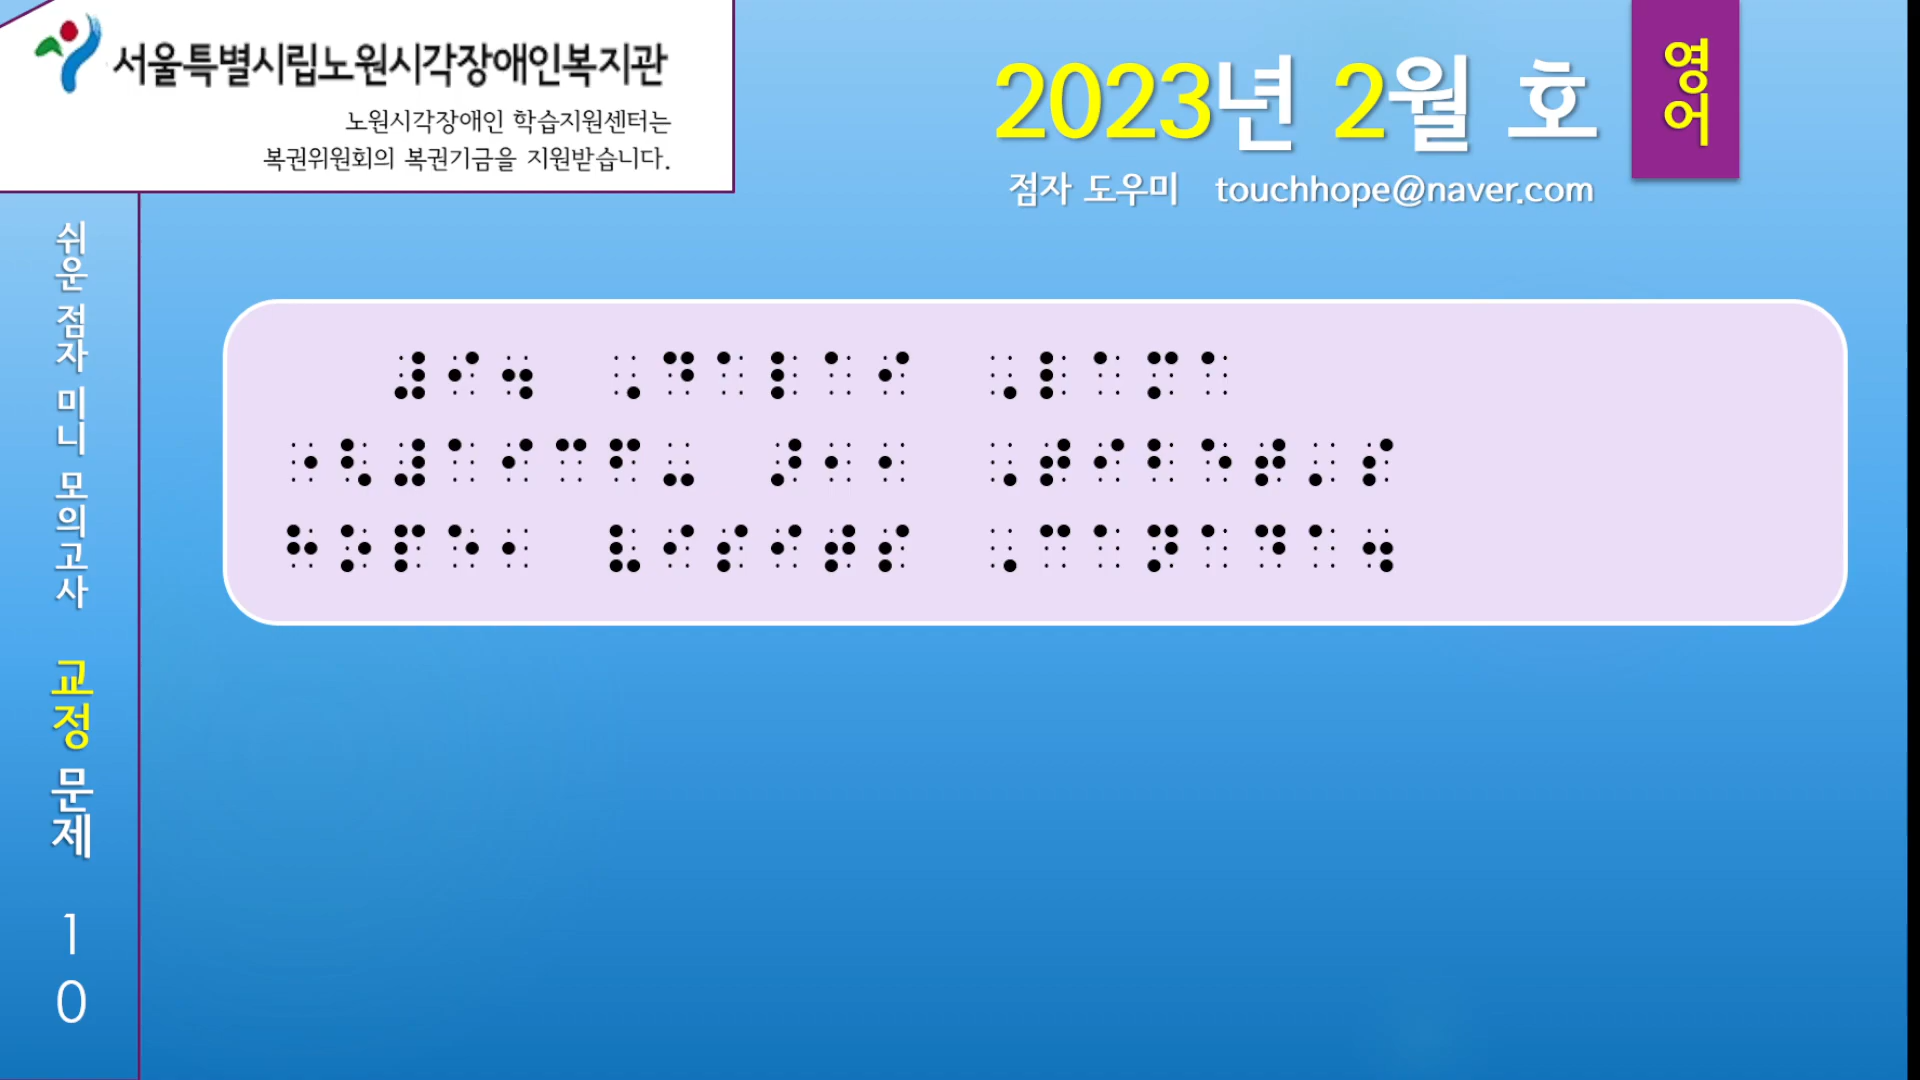 서울특별시립노원시각장애인복지관
노원시각장애인 학습지원센터는
복권위원회의 복권기금을 지원받습니다.
2023년 2월 호
영어
점자 도우미 touchhope@naver.com
쉬운 점자 미니 모의고사 교정 문제 10
⠼⠊⠲⠀⠠⠙⠁⠇⠁⠊⠀⠠⠇⠁⠍⠁
⠐⠣⠼⠁⠊⠉⠋⠤⠀⠜⠂⠂⠀⠠⠞⠊⠃⠑⠞⠄⠎
⠓⠕⠏⠑⠂⠀⠧⠊⠎⠊⠞⠎⠀⠠⠉⠁⠝⠁⠙⠁⠲